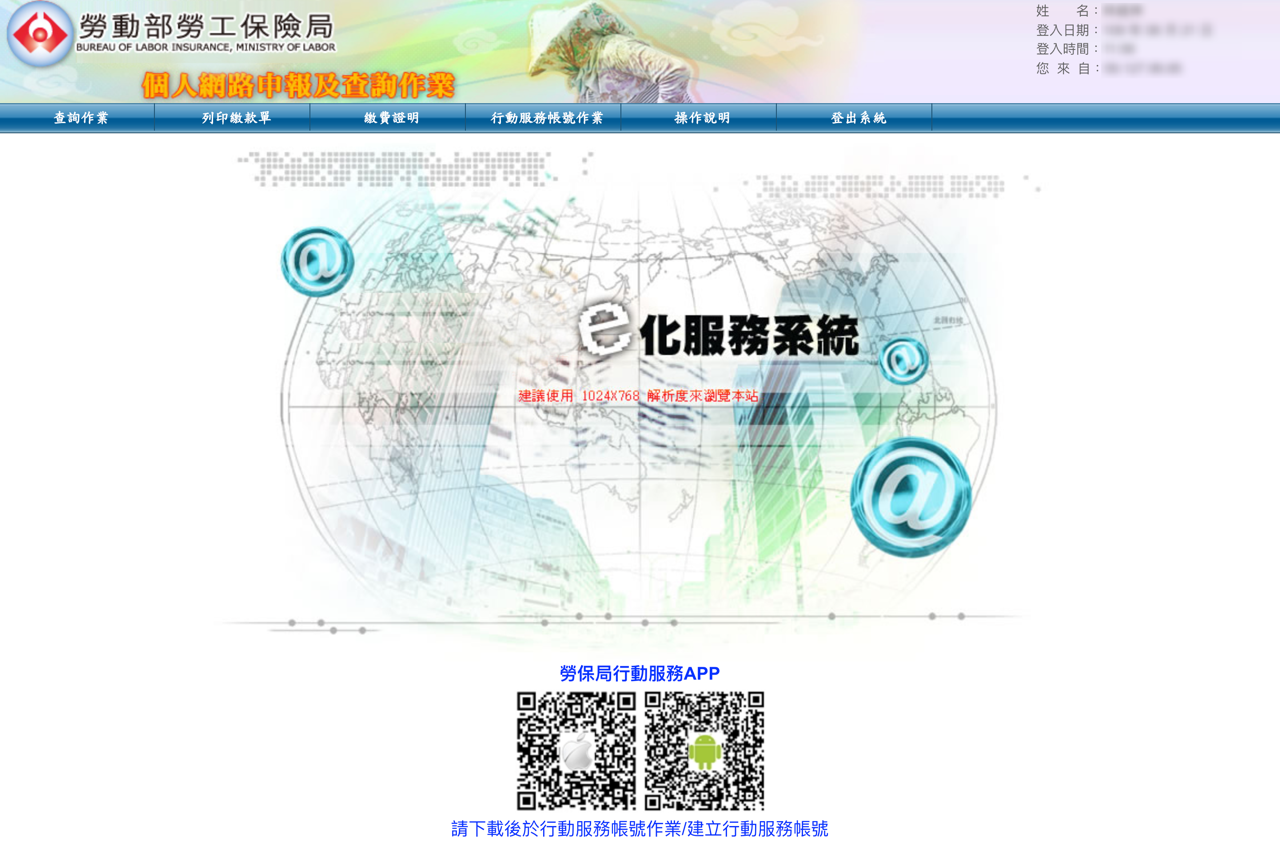 勞動部勞工保險局
BUREAU OF LABOR INSURANCE, MINISTRY OF LABOR
個人網路申報及查詢作業
姓 名：
登入日期：
登入時間：
您 來 自：
查詢作業 列印繳款單 繳費證明 行動服務帳號作業 操作說明 登出系統
@
e化服務系統
@
建議使用 1024X768 解析度來瀏覽本站
@
勞保局行動服務APP
請下載後於行動服務帳號作業/建立行動服務帳號